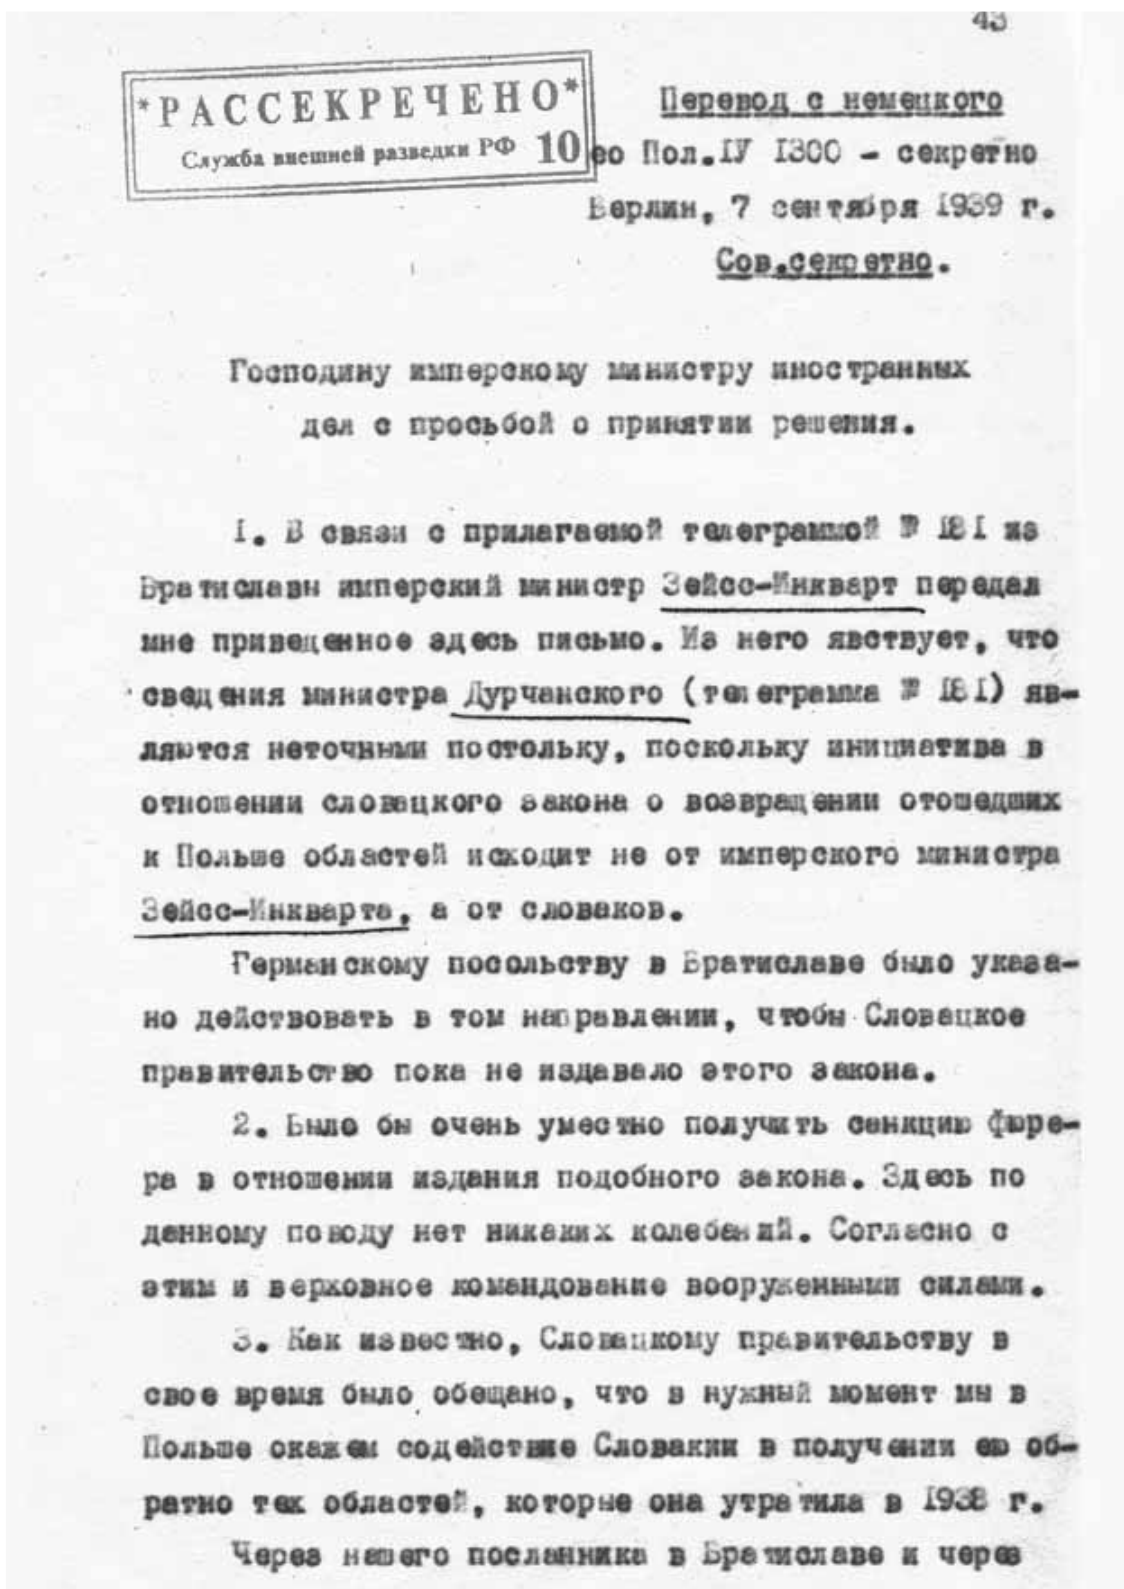 43
*РАССЕКРЕЧЕНО*
Служба внешней разведки РФ 10
Перевод с немецкого
ео Пол.IУ 1300 – секретно
Берлин, 7 сентября 1939 г.
Сов.секретно.
Господину имперскому министру иностранных
дел с просьбой о принятии решения.
1. В связи с прилагаемой телеграммой № 181 из
Братиславы имперский министр Зейсс-Инкварт передал
мне приведенное здесь письмо. Из него явствует, что
сведения министра Дурчанского (телеграмма № 181) яв-
ляются неточными постольку, поскольку инициатива в
отношении словацкого закона о возвращении отошедших
к Польше областей исходит не от имперского министра
Зейсс-Инкварта, а от словаков.
Германскому посольству в Братиславе было указа-
но действовать в том направлении, чтобы Словацкое
правительство пока не издавало этого закона.
2. Было бы очень уместно получить санкцию фюре-
ра в отношении издания подобного закона. Здесь по
данному поводу нет никаких колебаний. Согласно с
этим и верховное командование вооруженными силами.
3. Как известно, Словацкому правительству в
свое время было обещано, что в нужный момент мы в
Польше окажем содействие Словакии в получении ею об-
ратно тех областей, которые она утратила в 1938 г.
Через нашего посланника в Братиславе и через